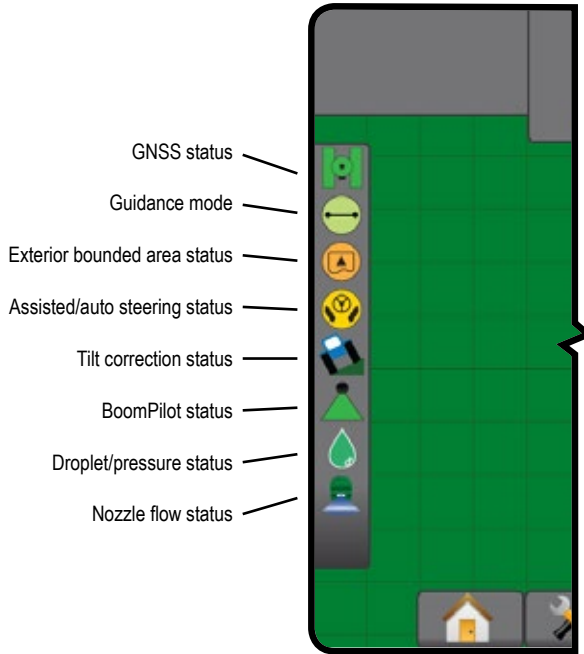 GNSS status
Guidance mode
Exterior bounded area status
Assisted/auto steering status
Tilt correction status
BoomPilot status
Droplet/pressure status
Nozzle flow status